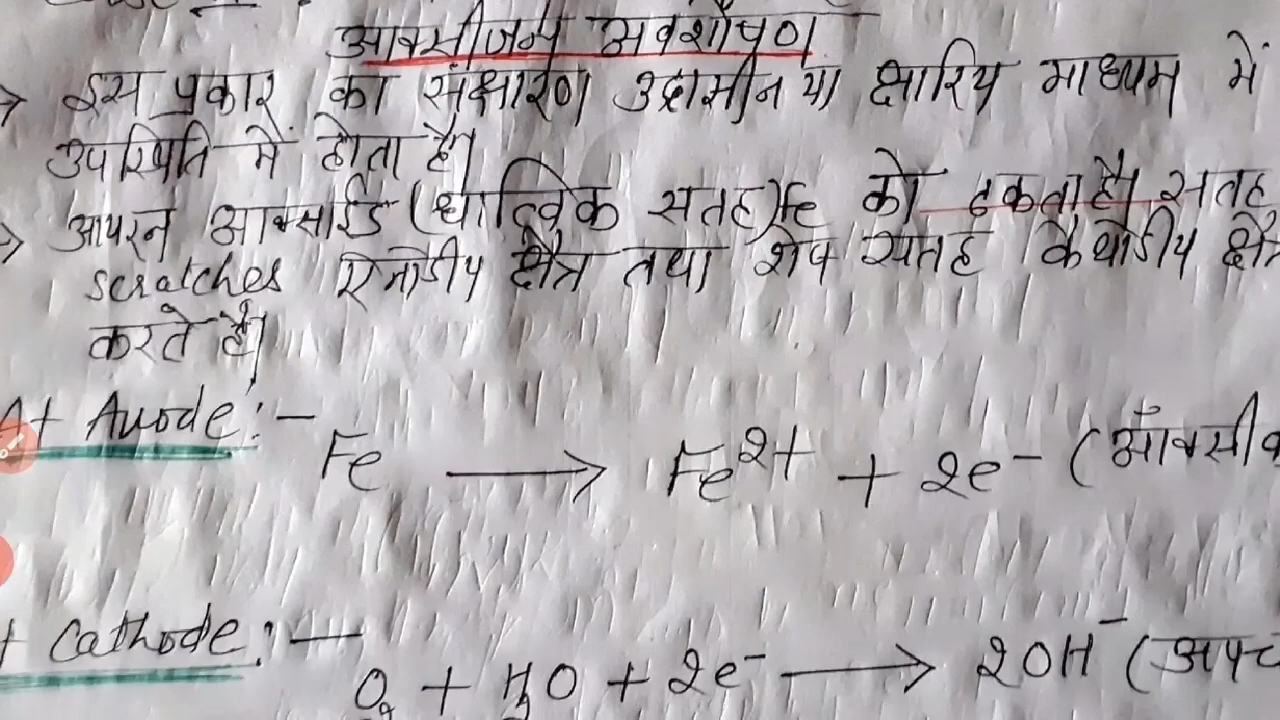 आक्सीजन्य अवशोषण
→ इस प्रकार का संक्षारण उदासीन या क्षारिय माध्यम में
उपस्थिति में होता है।
→ आयरन आक्साईड (धात्विक सतह) Fe को ढकता है। सतह
scratches एनोडीय क्षेत्र तथा शेष सतह कैथोडीय क्षेत्र
करते है।
At Anode:-
Fe ⟶ Fe2+ + 2e- (ऑक्सीक
Cathode:-
O2 + H2O + 2e- ⟶ 2OH- (अपच